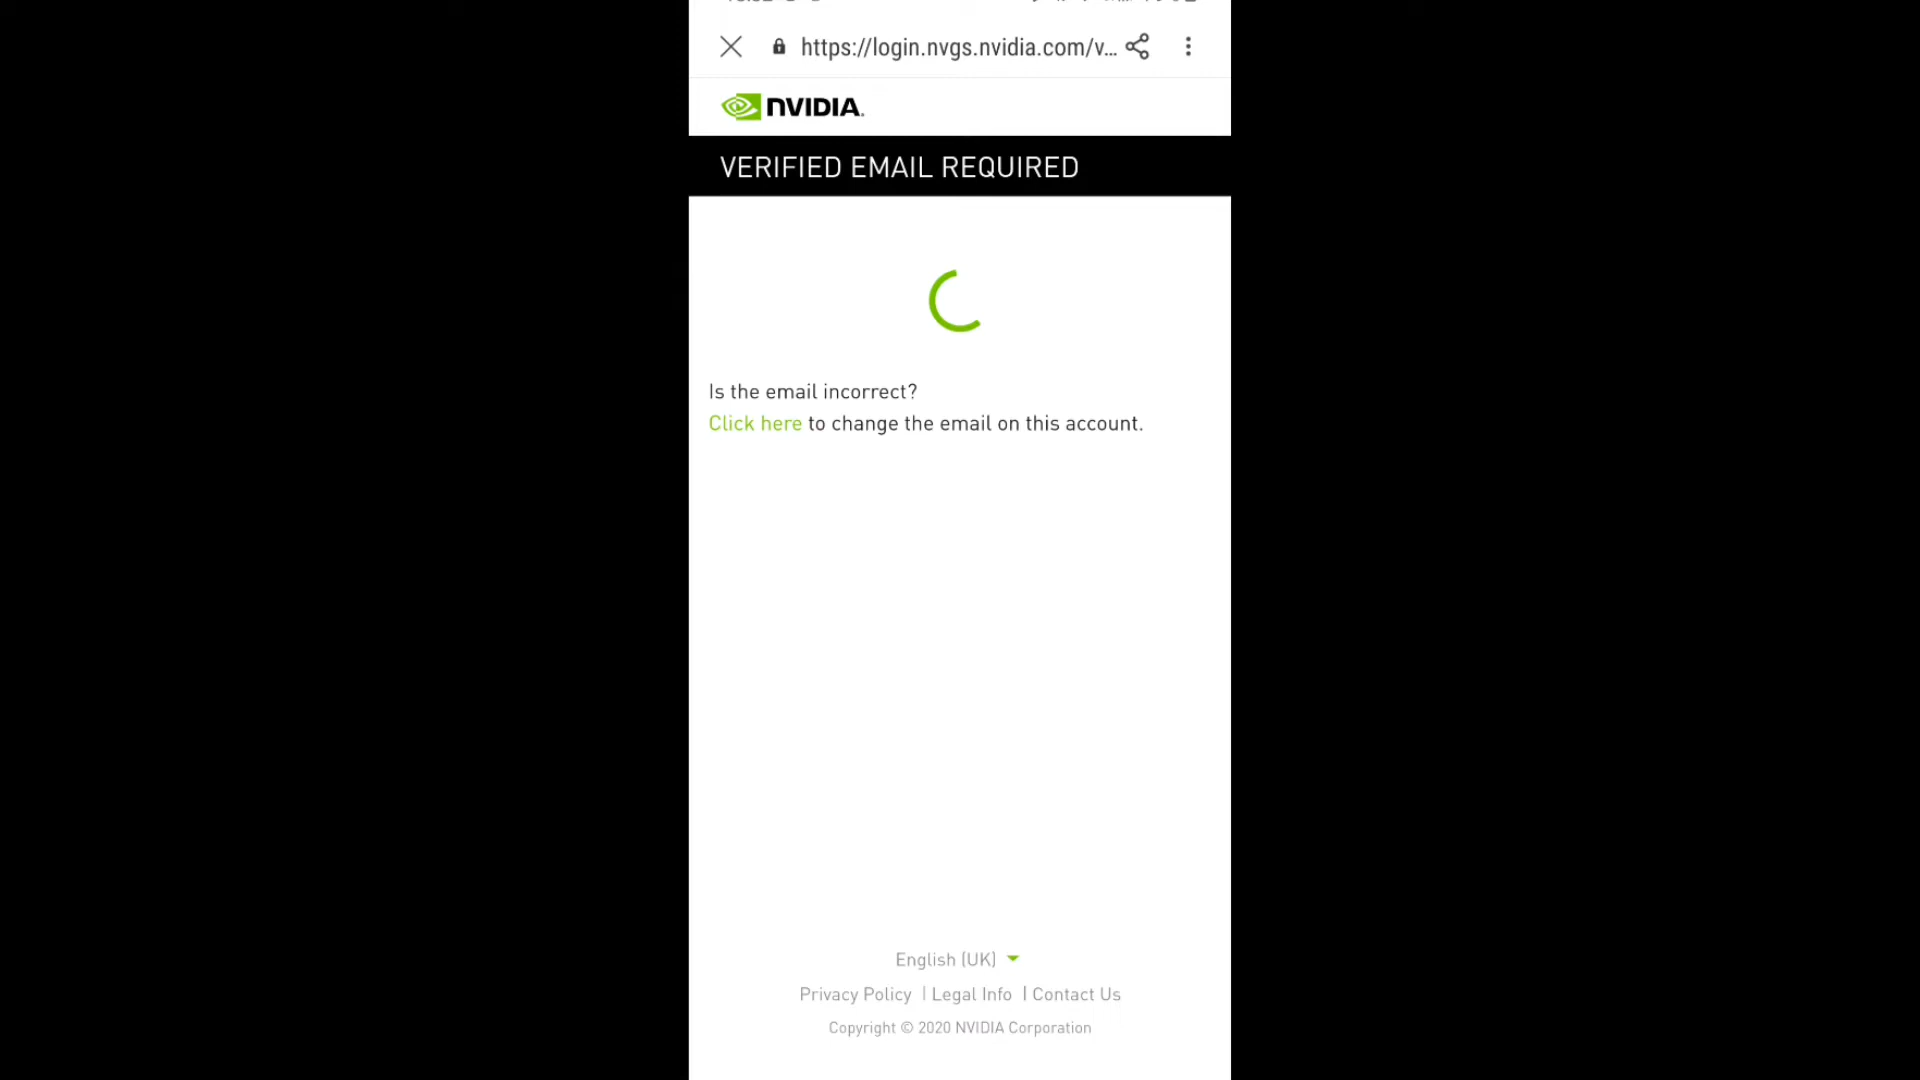 https://login.nvgs.nvidia.com/v...
NVIDIA.
VERIFIED EMAIL REQUIRED
Is the email incorrect?
Click here to change the email on this account.
English (UK)
Privacy Policy | Legal Info | Contact Us
Copyright © 2020 NVIDIA Corporation